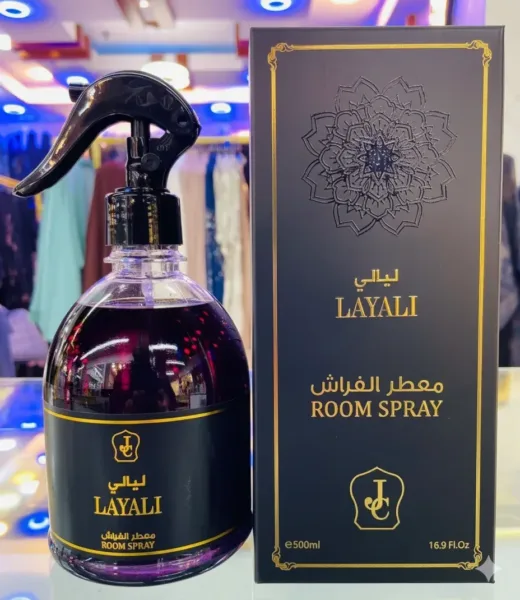 JC
ليالي
LAYALI
معطر الفراش
ROOM SPRAY
ليالي
LAYALI
معطر الفراش
ROOM SPRAY
JC
℮500ml
16.9 Fl.Oz